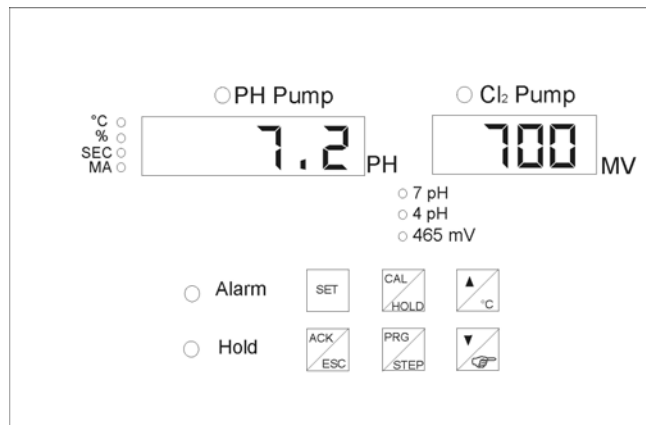 PH Pump
Cl₂ Pump
°C
%
SEC
MA
7.2 PH
700 MV
7 pH
4 pH
465 mV
Alarm
SET
CAL
HOLD
°C
Hold
ACK
ESC
PRG
STEP